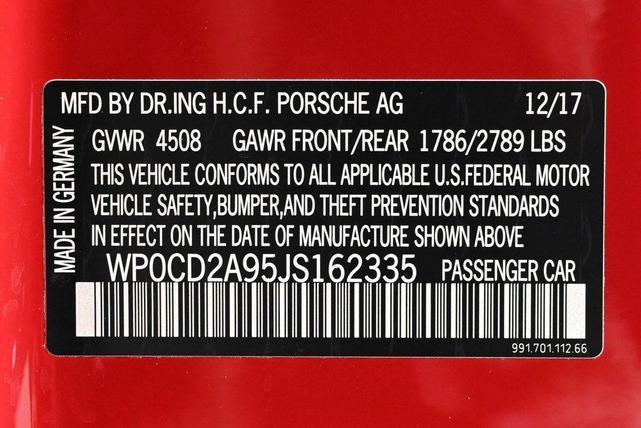 MFD BY DR.ING H.C.F. PORSCHE AG 12/17
GVWR 4508 GAWR FRONT/REAR 1786/2789 LBS
THIS VEHICLE CONFORMS TO ALL APPLICABLE U.S.FEDERAL MOTOR
VEHICLE SAFETY,BUMPER,AND THEFT PREVENTION STANDARDS
IN EFFECT ON THE DATE OF MANUFACTURE SHOWN ABOVE
WP0CD2A95JS162335 PASSENGER CAR
MADE IN GERMANY
991.701.112.66